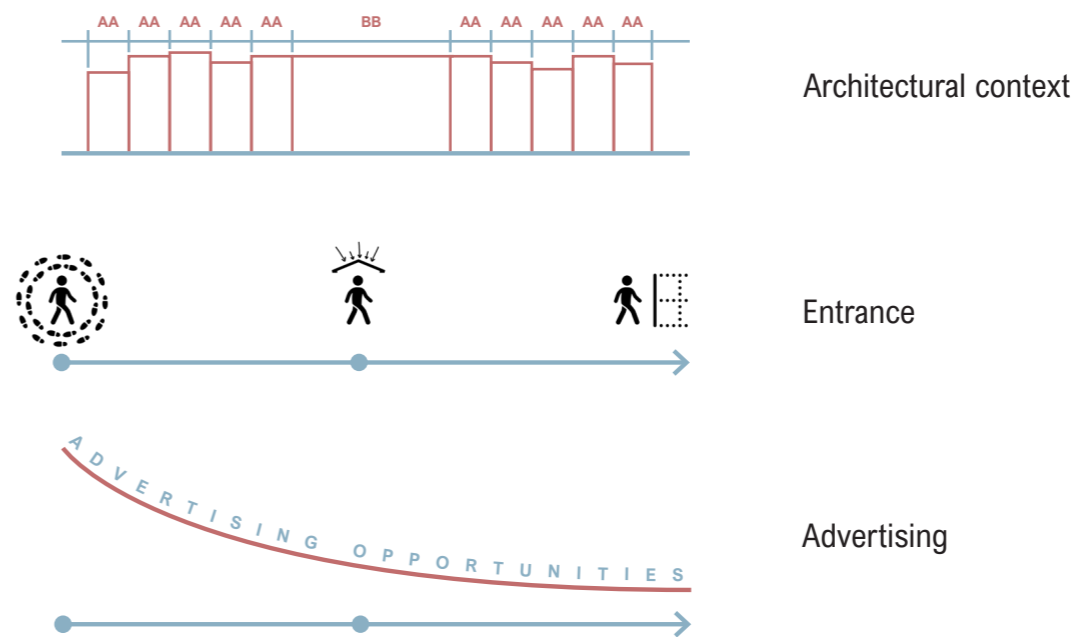 AA AA AA AA AA BB AA AA AA AA AA
Architectural context
Entrance
ADVERTISING OPPORTUNITIES
Advertising